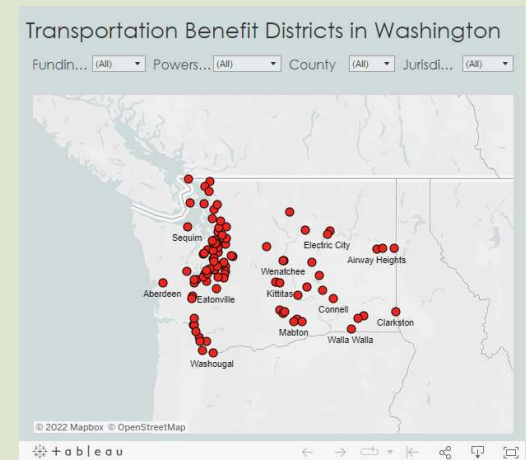 Transportation Benefit Districts in Washington
Fundin... (All) Powers... (All) County (All) Jurisdi... (All)
Sequim
Electric City
Airway Heights
Wenatchee
Aberdeen
Eatonville
Kittitas
Connell
Clarkston
Mabton
Walla Walla
Washougal
© 2022 Mapbox © OpenStreetMap
+ableau